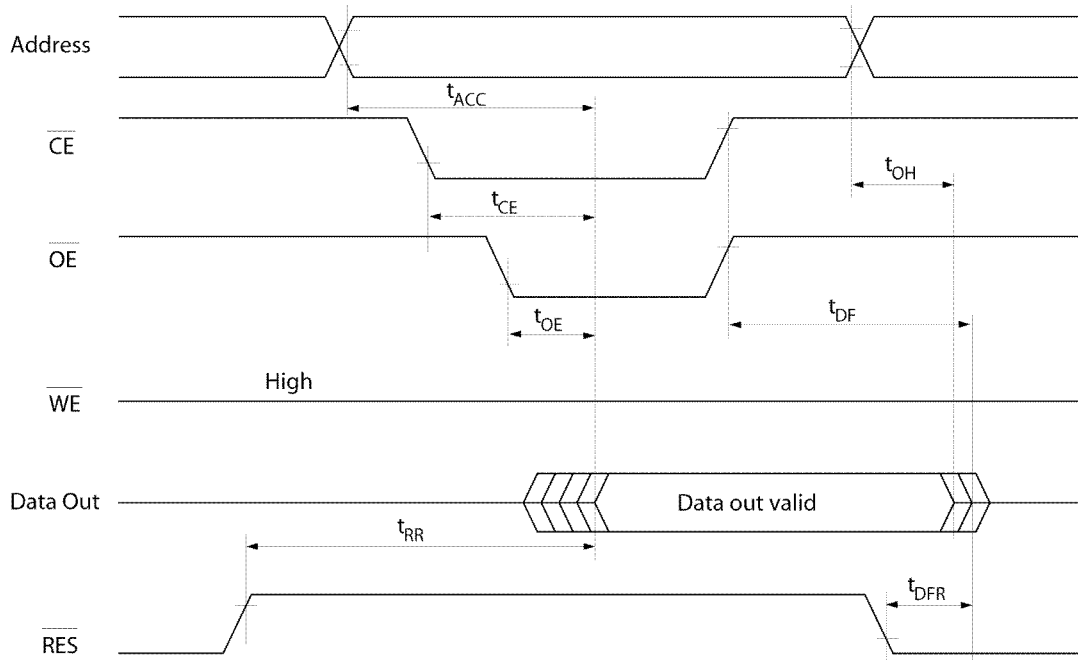 Address
tACC
CE
tOH
tCE
OE
tDF
tOE
High
WE
Data Out
Data out valid
tRR
tDFR
RES